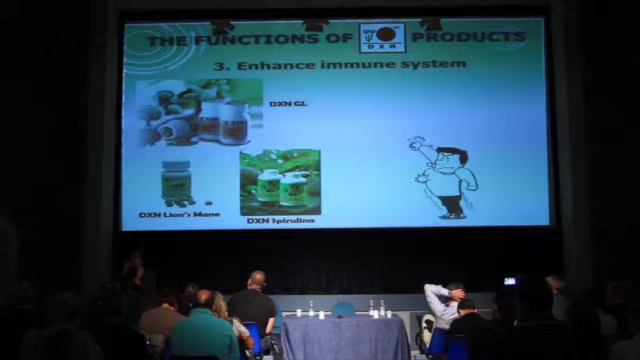 THE FUNCTIONS OF DXN PRODUCTS
3. Enhance immune system
DXN GL
DXN Lion's Mane
DXN Spirulina